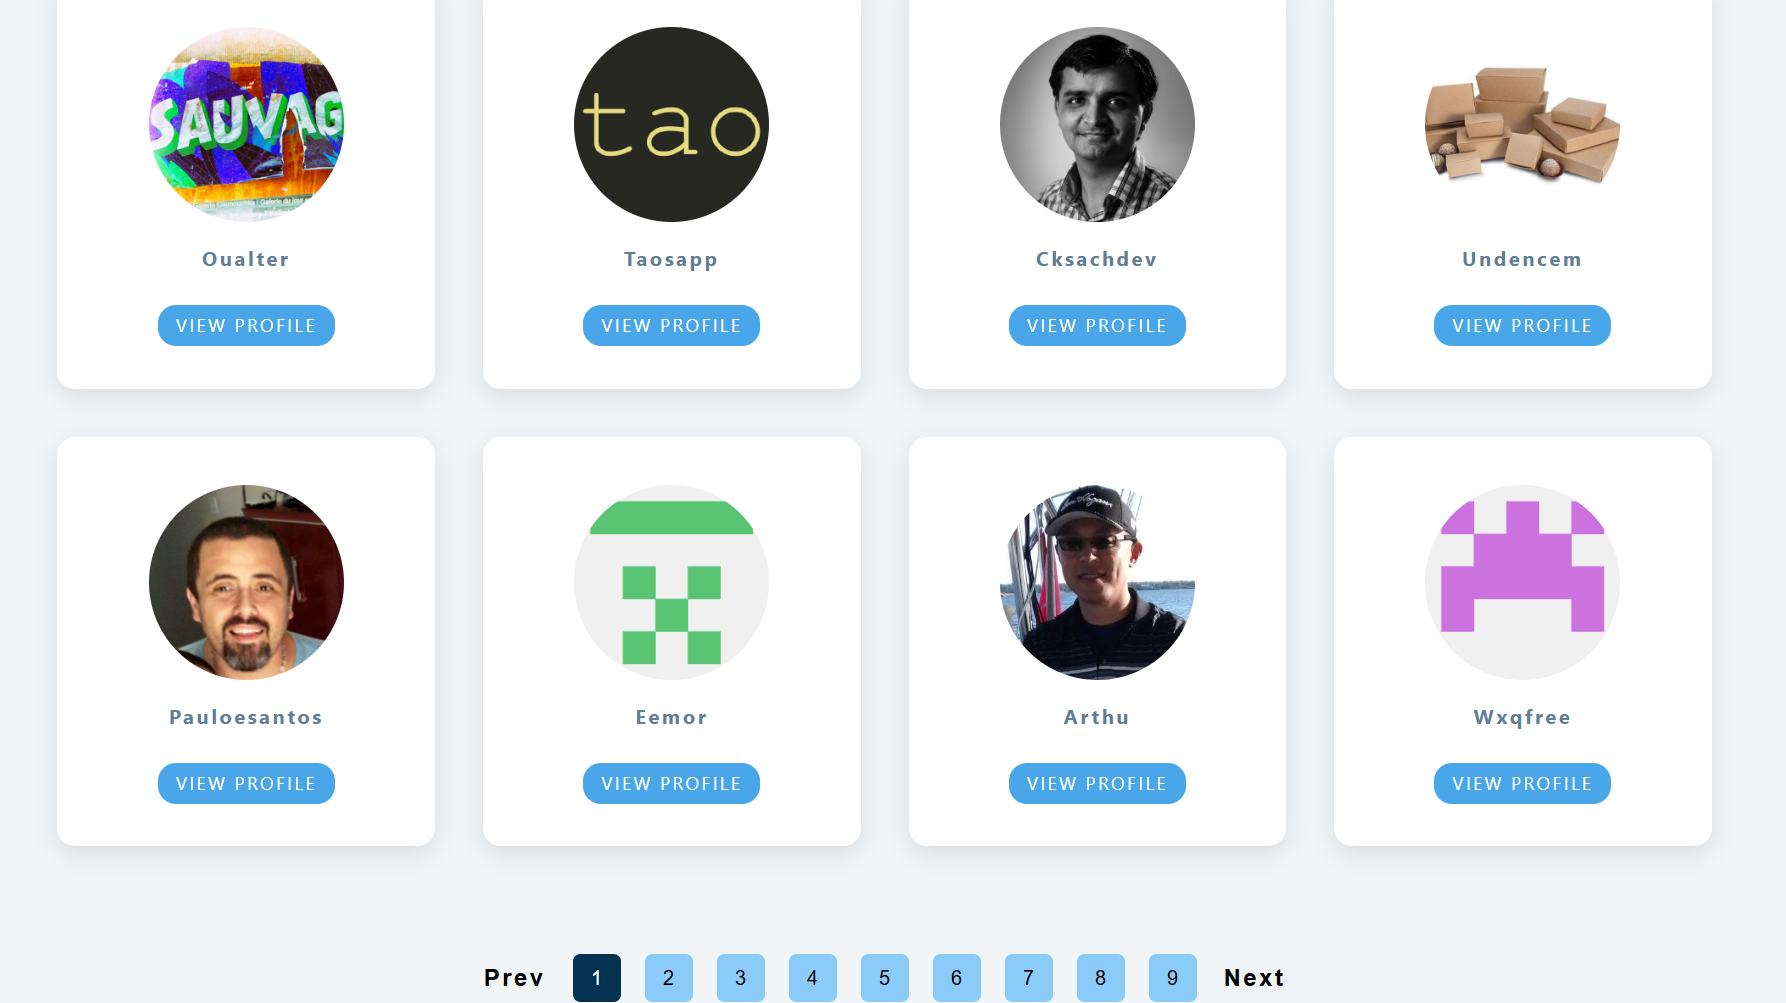 SAUVAG
tao
Oualter
Taosapp
Cksachdev
Undencem
VIEW PROFILE
VIEW PROFILE
VIEW PROFILE
VIEW PROFILE
Pauloesantos
Eemor
Arthu
Wxqfree
VIEW PROFILE
VIEW PROFILE
VIEW PROFILE
VIEW PROFILE
Prev 1 2 3 4 5 6 7 8 9 Next